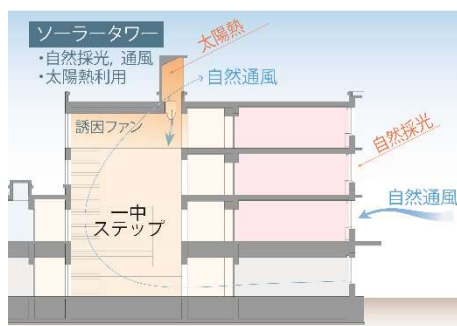 ソーラータワー
・自然採光, 通風
・太陽熱利用
太陽熱
自然通風
誘因ファン
自然採光
自然通風
一中
ステップ